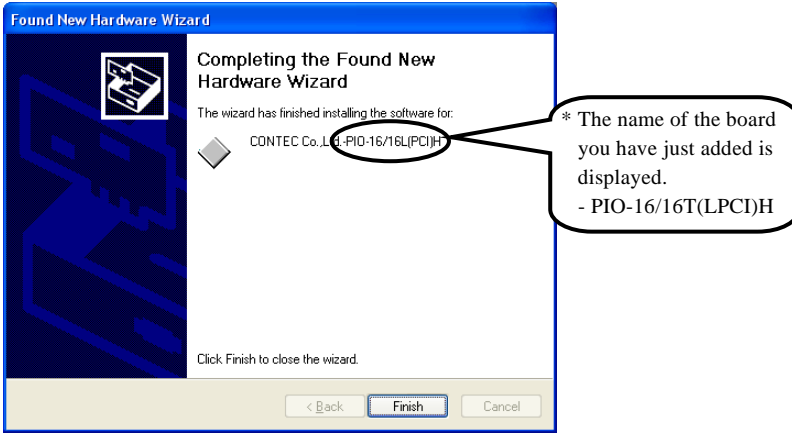 Found New Hardware Wizard
Completing the Found New
Hardware Wizard
The wizard has finished installing the software for:
CONTEC Co.,Ltd.-PIO-16/16L(PCI)H
Click Finish to close the wizard.
< Back
Finish
Cancel
* The name of the board
you have just added is
displayed.
- PIO-16/16T(LPCI)H